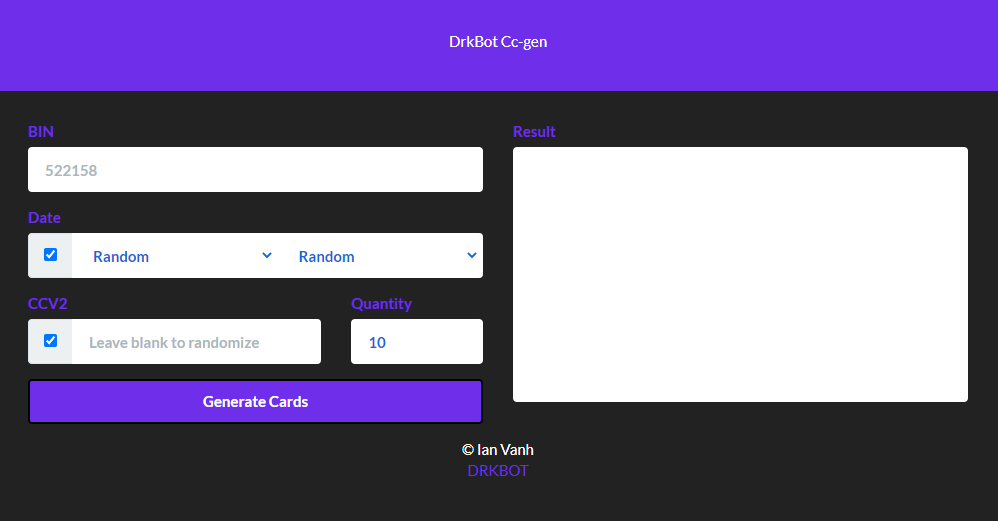 DrkBot Cc-gen
BIN
522158
Date
Random Random
CCV2 Quantity
Leave blank to randomize 10
Generate Cards
Result
© Ian Vanh
DRKBOT